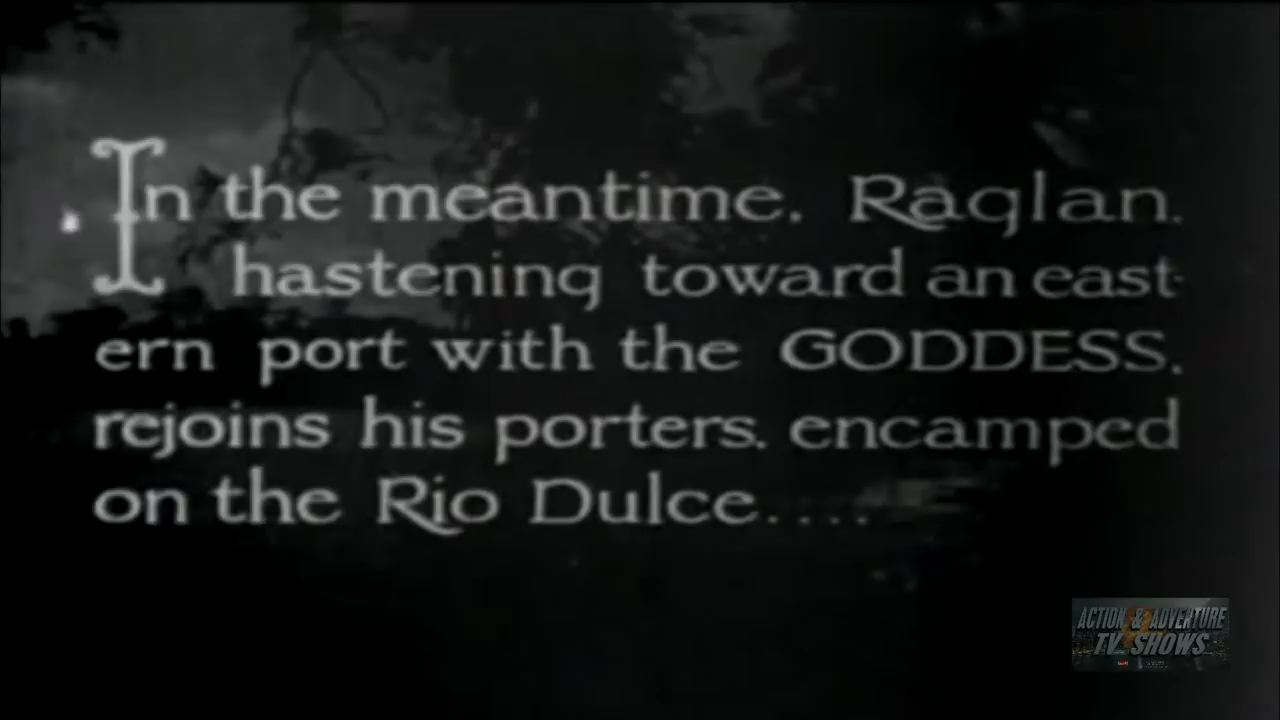 In the meantime, Raglan,
hastening toward an east-
ern port with the GODDESS,
rejoins his porters, encamped
on the Rio Dulce....
ACTION & ADVENTURE
TV SHOWS